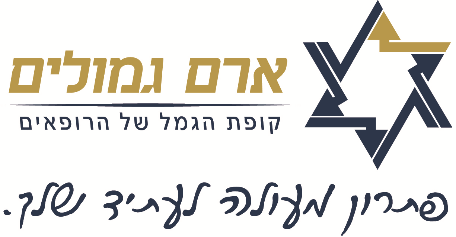 ארם גמולים
קופת הגמל של הרופאים
פתרון מעולה לעתיד שלך.